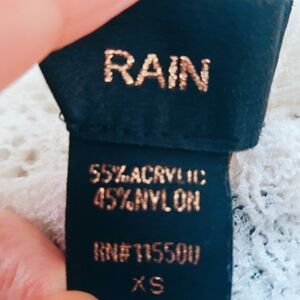 RAIN
55% ACRYLIC
45% NYLON
RN#115500
XS